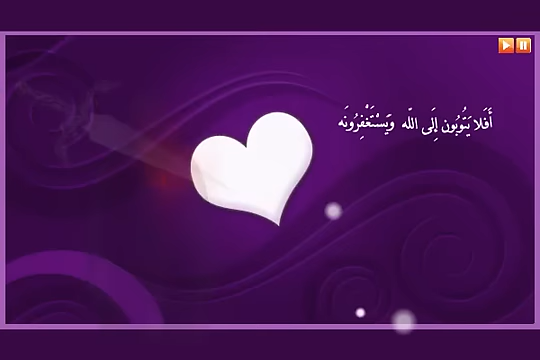 أَفَلَا يَتُوبُونَ إِلَى اللَّه وَيَسْتَغْفِرُونَه